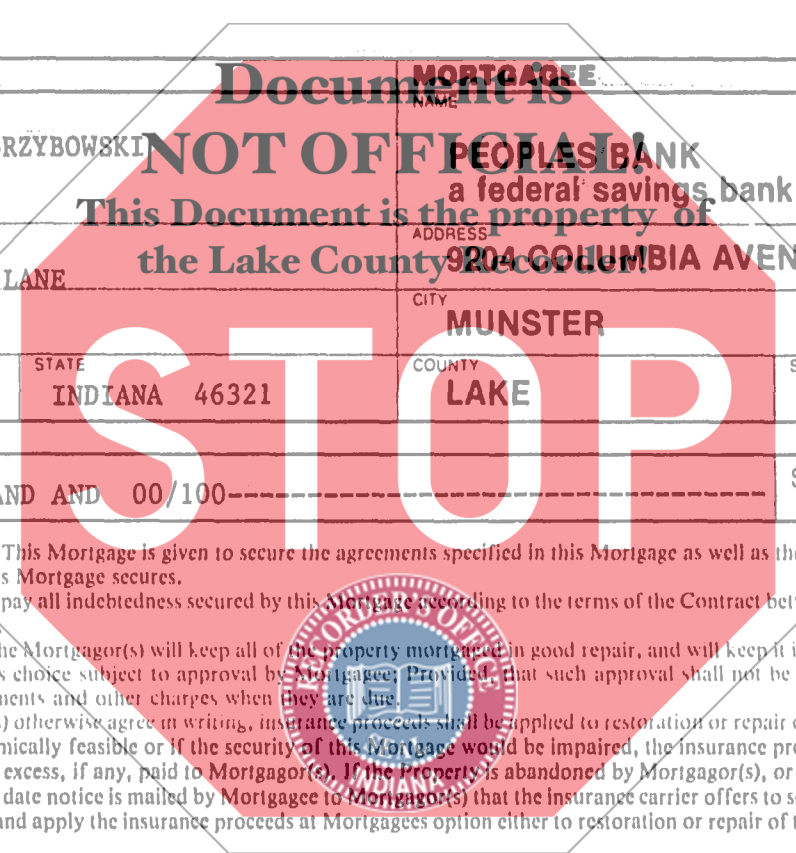 Document is
NOT OFFICIAL!
This Document is the property of
the Lake County Recorder!
STOP
MORTGAGEE
NAME
RZYBOWSKI
PEOPLES BANK
a federal savings bank
ADDRESS
LANE
9204 COLUMBIA AVEN
CITY
MUNSTER
STATE
COUNTY
S
INDIANA 46321
LAKE
AND AND 00/100
S
This Mortgage is given to secure the agreements specified in this Mortgage as well as the
s Mortgage secures.
pay all indebtedness secured by this Mortgage according to the terms of the Contract bet
he Mortgagor(s) will keep all of the property mortgaged in good repair, and will keep it i
s choice subject to approval by Mortgagee; Provided, that such approval shall not be
ments and other charges when they are due.
s) otherwise agree in writing, insurance proceeds shall be applied to restoration or repair o
mically feasible or if the security of this Mortgage would be impaired, the insurance pro
excess, if any, paid to Mortgagor(s). If the Property is abandoned by Mortgagor(s), or
date notice is mailed by Mortgagee to Mortgagor(s) that the insurance carrier offers to s
and apply the insurance proceeds at Mortgagees option either to restoration or repair of t
RECORDER'S OFFICE
INDIANA